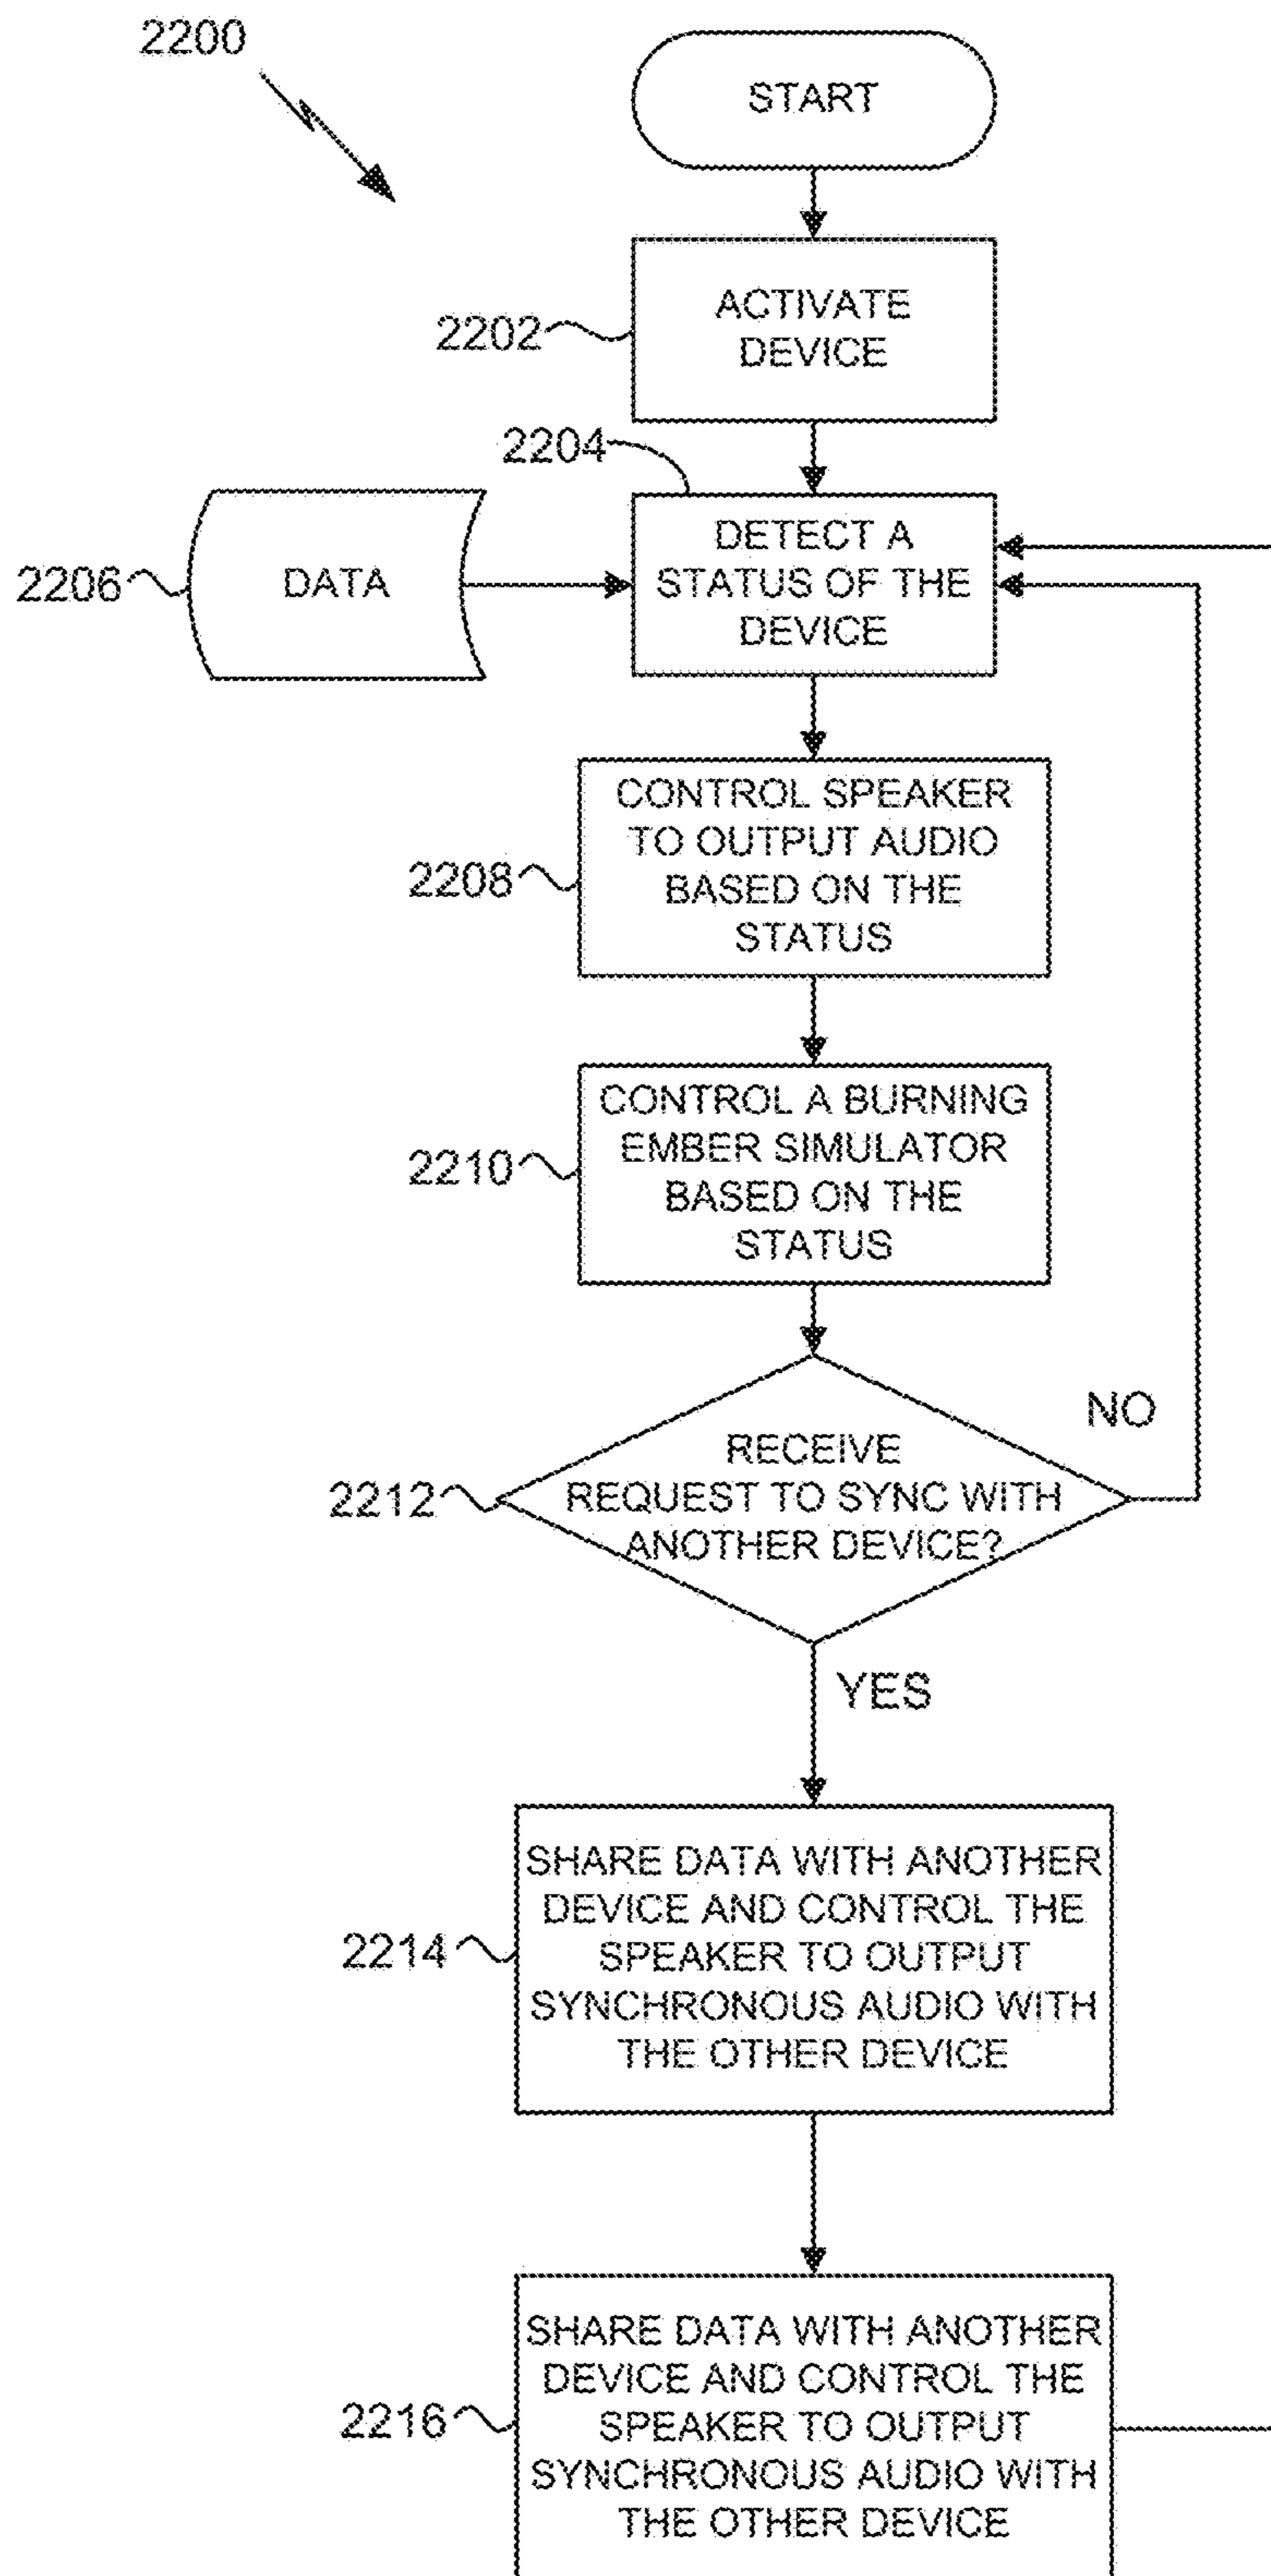 2200
START
2202
ACTIVATE
DEVICE
2204
2206
DATA
DETECT A
STATUS OF THE
DEVICE
2208
CONTROL SPEAKER
TO OUTPUT AUDIO
BASED ON THE
STATUS
2210
CONTROL A BURNING
EMBER SIMULATOR
BASED ON THE
STATUS
2212
RECEIVE
REQUEST TO SYNC WITH
ANOTHER DEVICE?
NO
YES
2214
SHARE DATA WITH ANOTHER
DEVICE AND CONTROL THE
SPEAKER TO OUTPUT
SYNCHRONOUS AUDIO WITH
THE OTHER DEVICE
2216
SHARE DATA WITH ANOTHER
DEVICE AND CONTROL THE
SPEAKER TO OUTPUT
SYNCHRONOUS AUDIO WITH
THE OTHER DEVICE